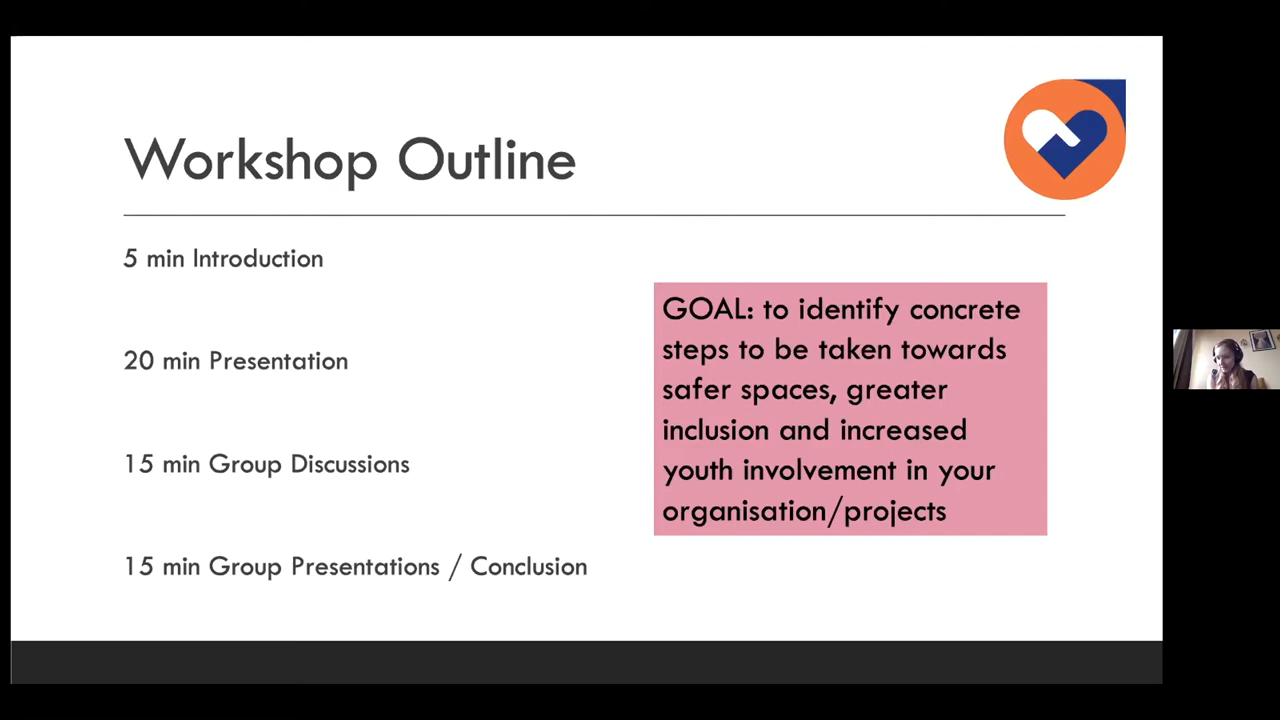 Workshop Outline
5 min Introduction
20 min Presentation
15 min Group Discussions
15 min Group Presentations / Conclusion
GOAL: to identify concrete
steps to be taken towards
safer spaces, greater
inclusion and increased
youth involvement in your
organisation/projects